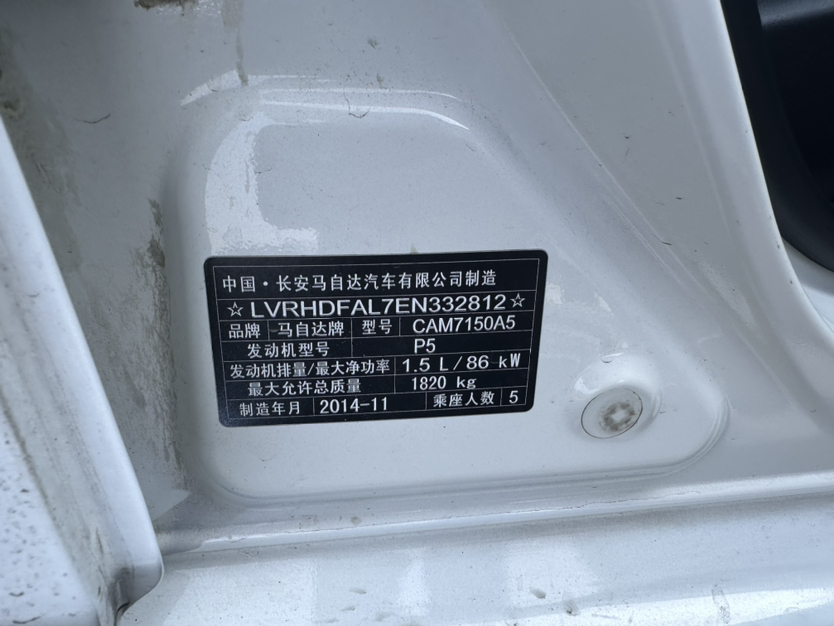 中国·长安马自达汽车有限公司制造
☆LVRHDFAL7EN332812☆
品牌 马自达牌 型号 CAM7150A5
发动机型号 P5
发动机排量/最大净功率 1.5 L/86 kW
最大允许总质量 1820 kg
制造年月 2014-11 乘座人数 5